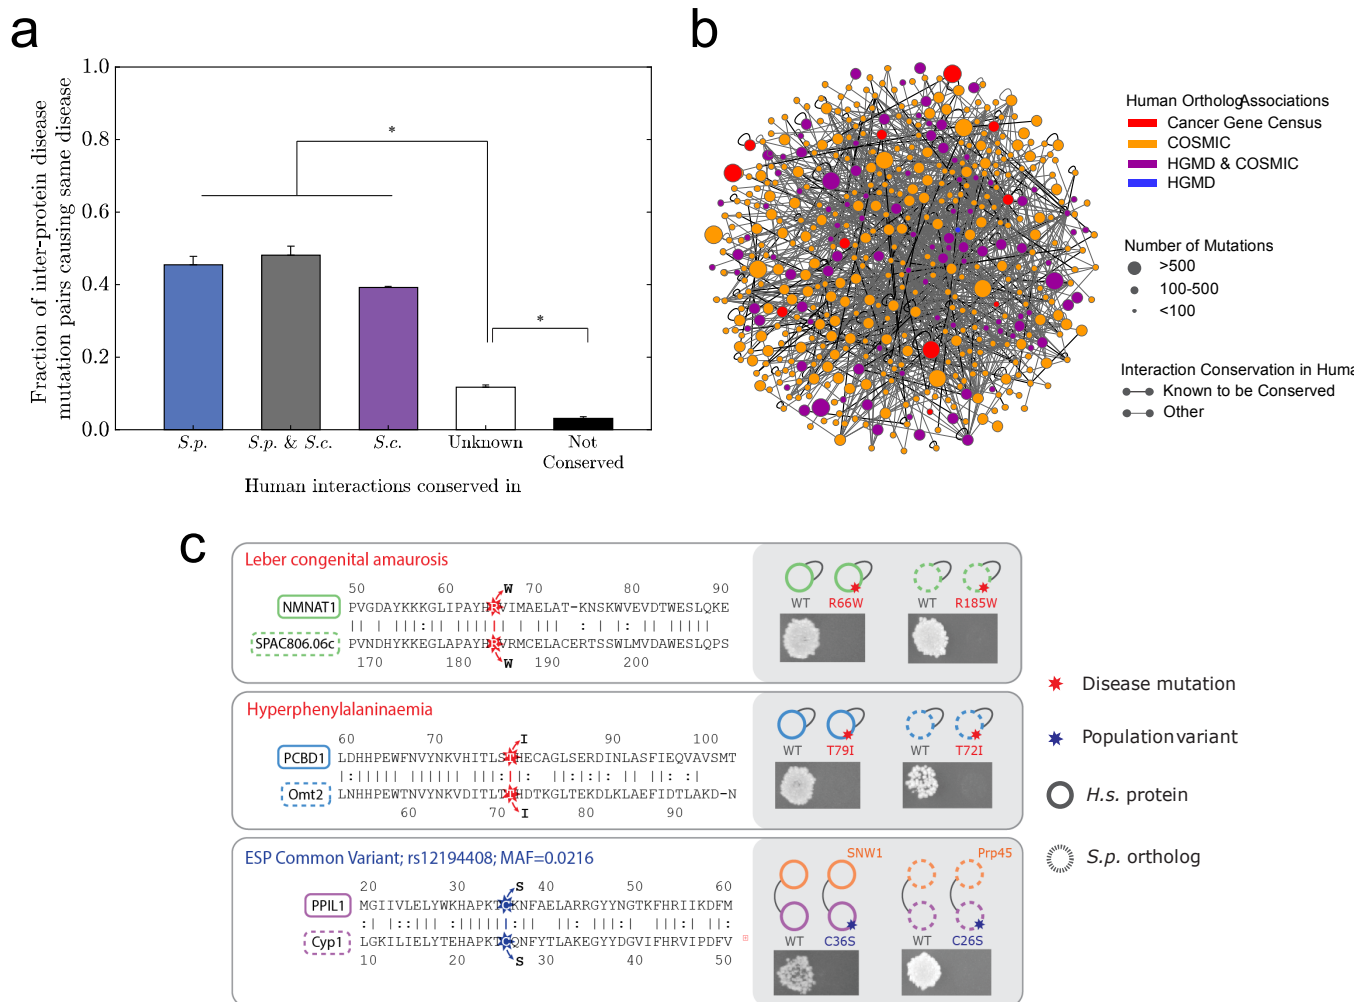 a
b
1.0
0.8
0.6
0.4
0.2
0.0
Fraction of inter-protein disease
mutation pairs causing same disease
*
*
S.p.
S.p. & S.c.
S.c.
Unknown
Not
Conserved
Human interactions conserved in
Human OrthologAssociations
Cancer Gene Census
COSMIC
HGMD & COSMIC
HGMD
Number of Mutations
>500
100-500
<100
Interaction Conservation in Huma
Known to be Conserved
Other
c
Leber congenital amaurosis
50 60 70 80 90
W
NMNAT1 PVGDAYKKKGLIPAYHRVIMAELAT-KNSKWVEVDTWESLQKE
SPAC806.06c PVNDHYKKEGLAPAYHRVRMCELACERTSSWLMVDAWESLQPS
170 180 190 200
W
WT R66W WT R185W
Hyperphenylalaninaemia
60 70 80 90 100
I
PCBD1 LDHHPEWFNVYNKVHITLSTHECAGLSERDINLASFIEQVAVSMT
Omt2 LNHHPEWYNVYNKVDITLTTHDTKGLTEKDLKLAEFIDTLAKD-N
60 70 80 90
I
WT T79I WT T72I
ESP Common Variant; rs12194408; MAF=0.0216
20 30 40 50 60
S
PPIL1 MGIIVLELYWKHAPKTCKNFAELARRGYYNGTKFHRIIKDFM
Cyp1 LGKILIELYTEHAPKTCQNFYTLAKEGYYDGVIFHRVIPDFV
10 20 30 40 50
S
SNW1 Prp45
WT C36S WT C26S
Disease mutation
Population variant
H.s. protein
S.p. ortholog